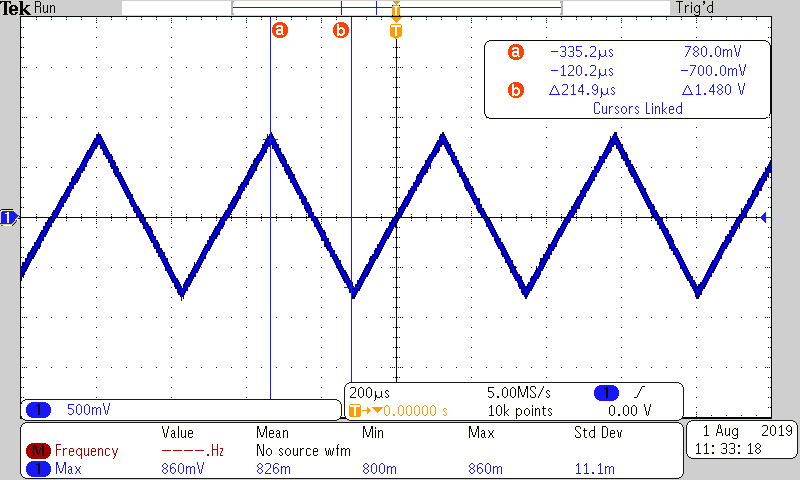 Tek Run Trig'd
T
a b T
a -335.2µs 780.0mV
-120.2µs -700.0mV
b Δ214.9µs Δ1.480 V
Cursors Linked
1
1 500mV
200µs 5.00MS/s 1
T→▼0.00000 s 10k points 0.00 V
Value Mean Min Max Std Dev
M Frequency ----.Hz No source wfm
1 Max 860mV 826m 800m 860m 11.1m
1 Aug 2019
11:33:18